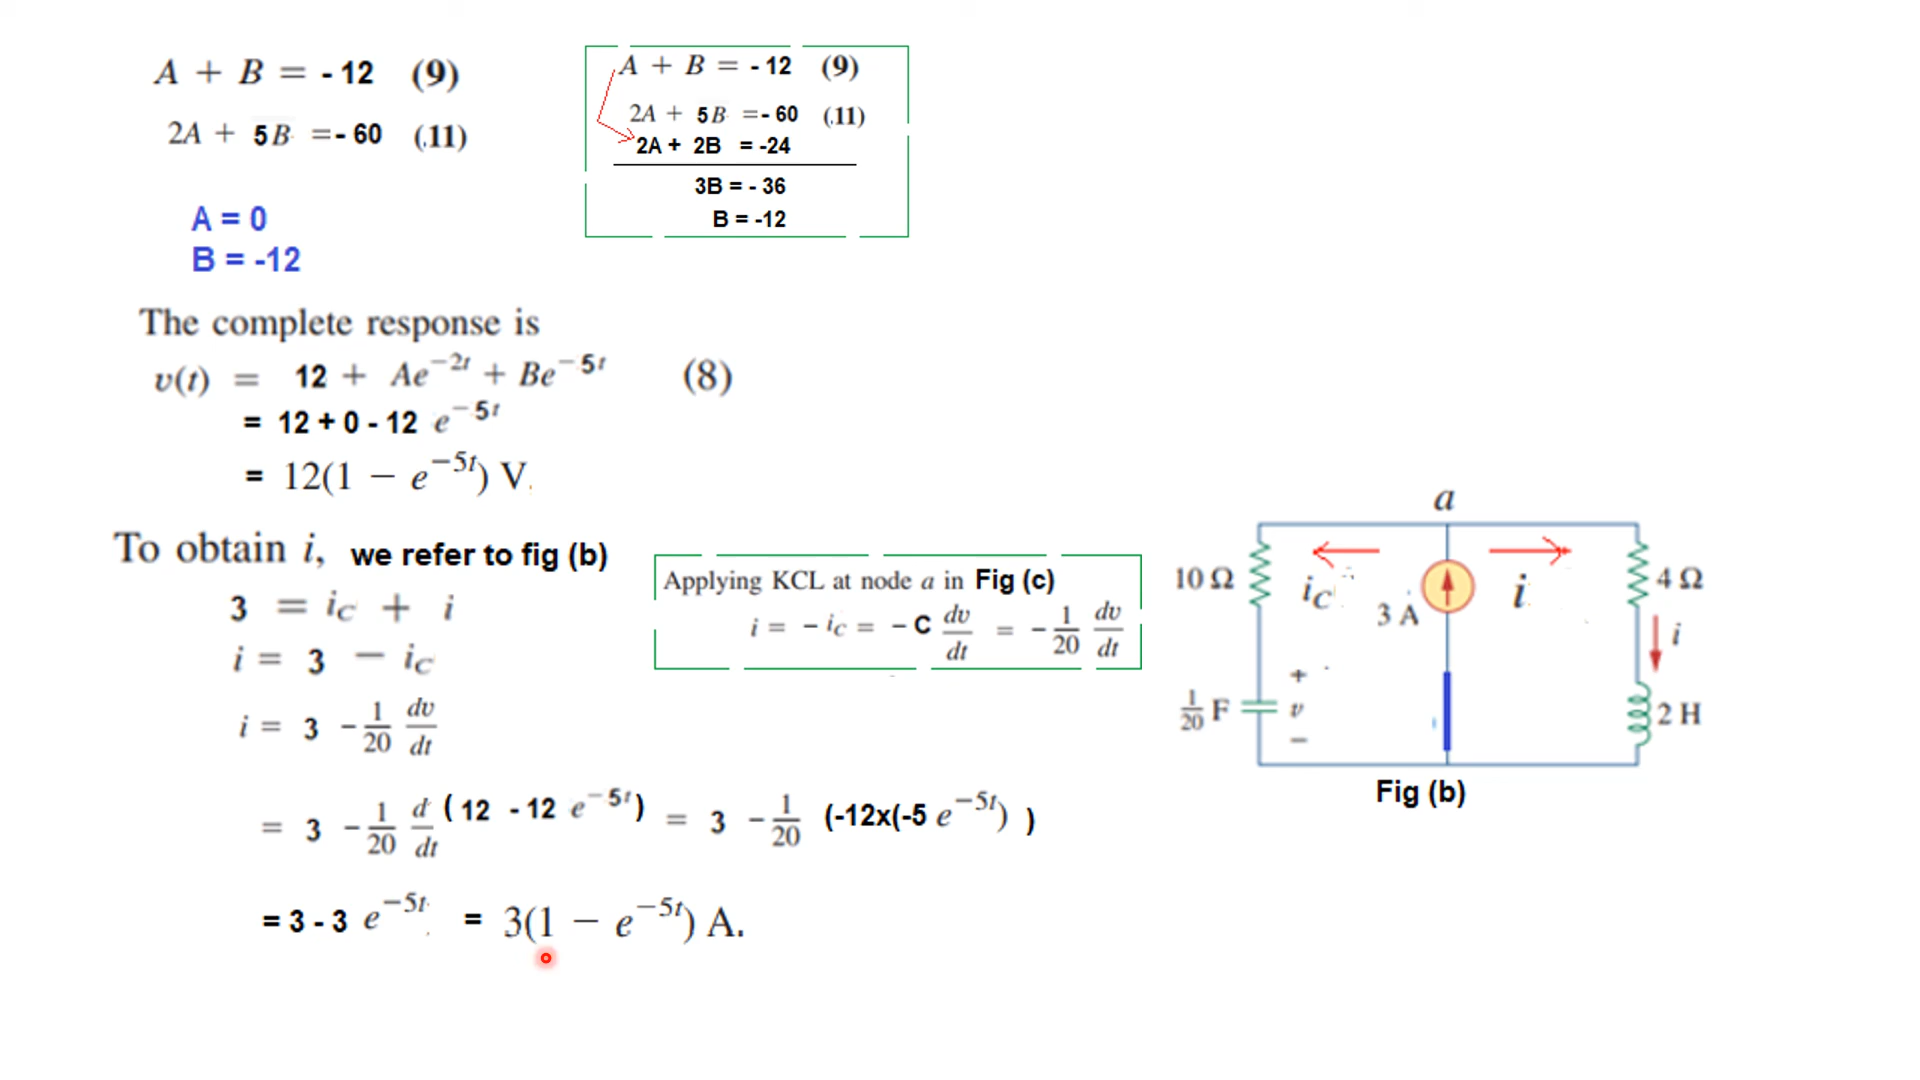 A + B = - 12 (9)
2A + 5B = - 60 (.11)
A = 0
B = -12
A + B = - 12 (9)
2A + 5B = - 60 (.11)
2A + 2B = -24
3B = - 36
B = -12
The complete response is
v(t) = 12 + Ae^−2t + Be^−5t (8)
= 12 + 0 - 12 e^−5t
= 12(1 − e^−5t) V.
To obtain i, we refer to fig (b)
3 = iC + i
i = 3 − iC
i = 3 − 1/20 dv/dt
= 3 − 1/20 d/dt ( 12 - 12 e^−5t) = 3 − 1/20 (-12x(-5 e^−5t) )
= 3 - 3 e^−5t = 3(1 − e^−5t) A.
Applying KCL at node a in Fig (c)
i = − iC = − C dv/dt = − 1/20 dv/dt
a
10 Ω
iC
3 A
i
4 Ω
i
1/20 F
+
v
−
2 H
Fig (b)